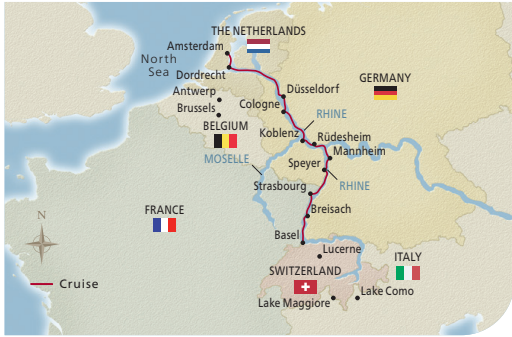 THE NETHERLANDS
Amsterdam
North
Sea
Dordrecht
GERMANY
Antwerp
Düsseldorf
Brussels
Cologne
RHINE
BELGIUM
Koblenz
Rüdesheim
Mannheim
MOSELLE
Speyer
Strasbourg
RHINE
FRANCE
Breisach
N
Basel
Lucerne
ITALY
SWITZERLAND
Cruise
Lake Como
Lake Maggiore